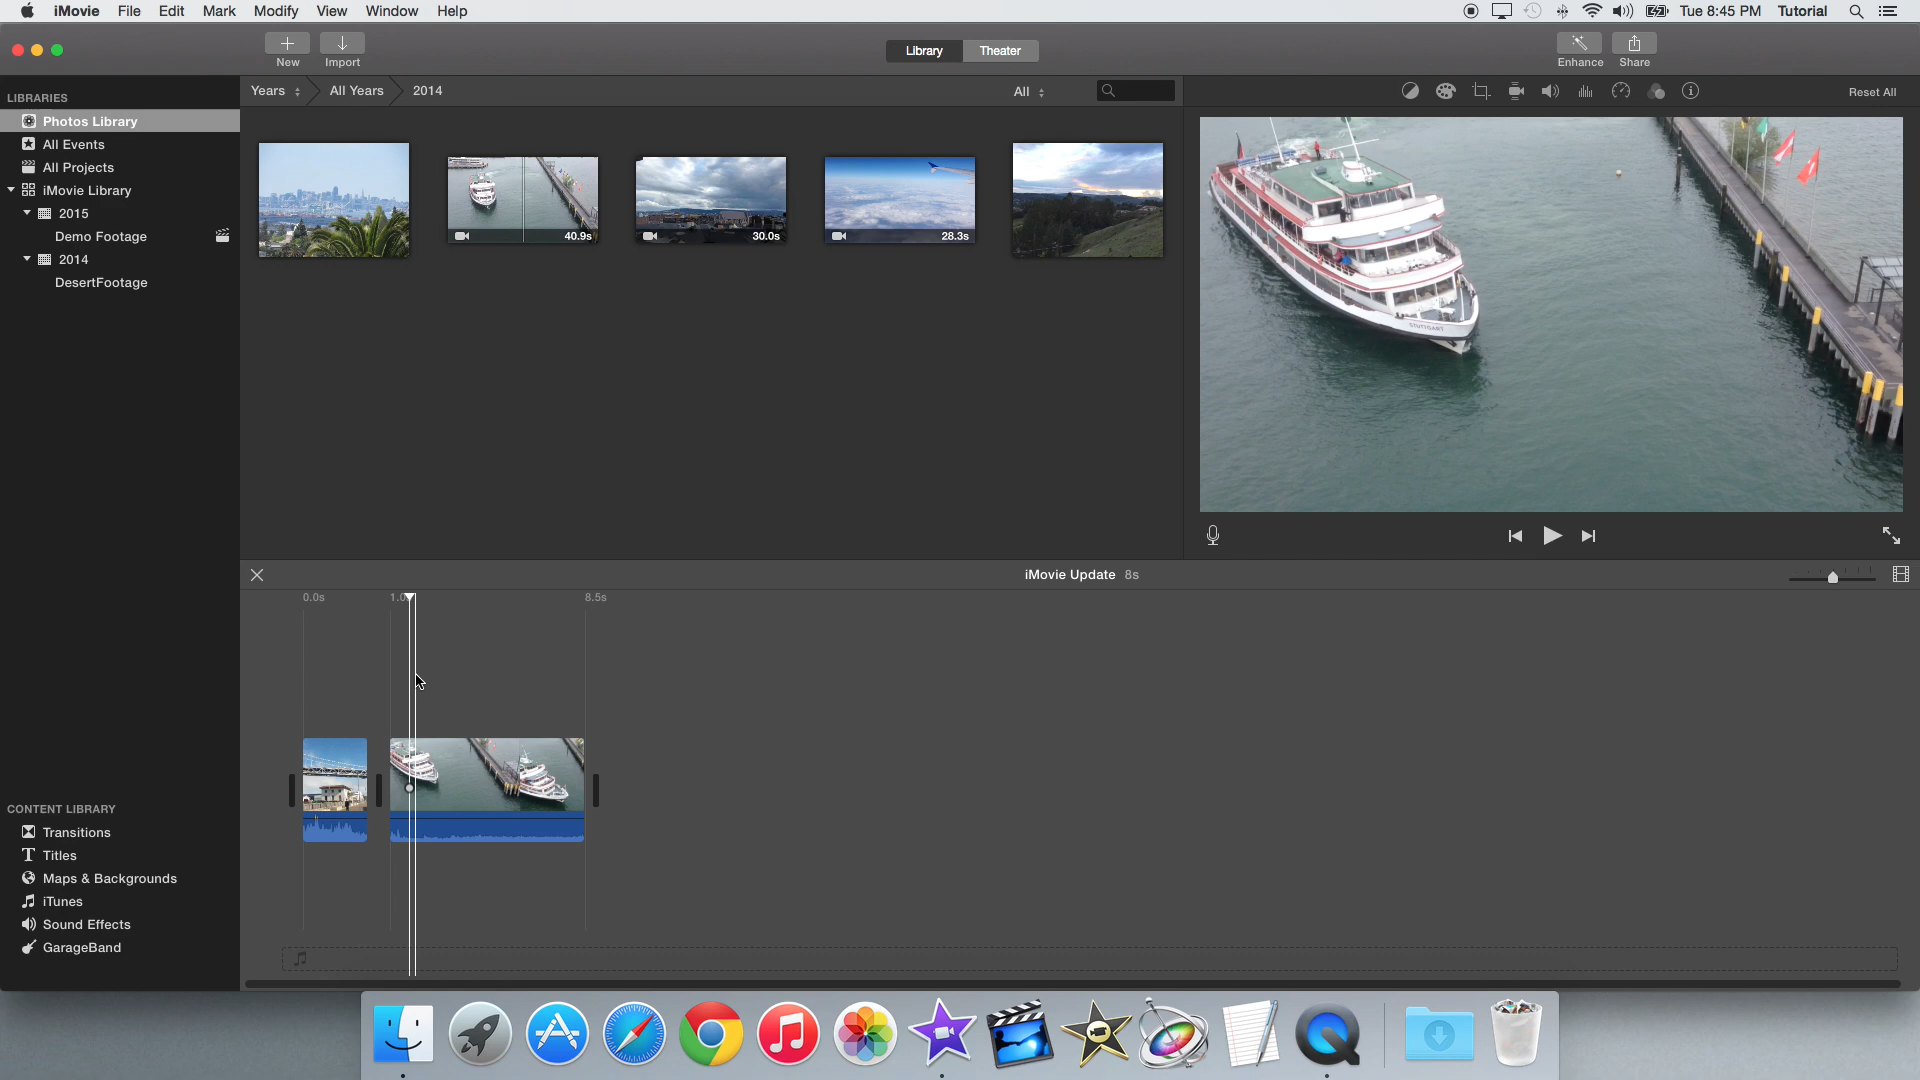 iMovie File Edit Mark Modify View Window Help
Tue 8:45 PM Tutorial
New
Import
Library
Theater
Enhance
Share
LIBRARIES
Photos Library
All Events
All Projects
iMovie Library
2015
Demo Footage
2014
DesertFootage
Years
All Years
2014
All
40.9s
30.0s
28.3s
Reset All
STUTTGART
iMovie Update 8s
0.0s
1.0
8.5s
CONTENT LIBRARY
Transitions
Titles
Maps & Backgrounds
iTunes
Sound Effects
GarageBand